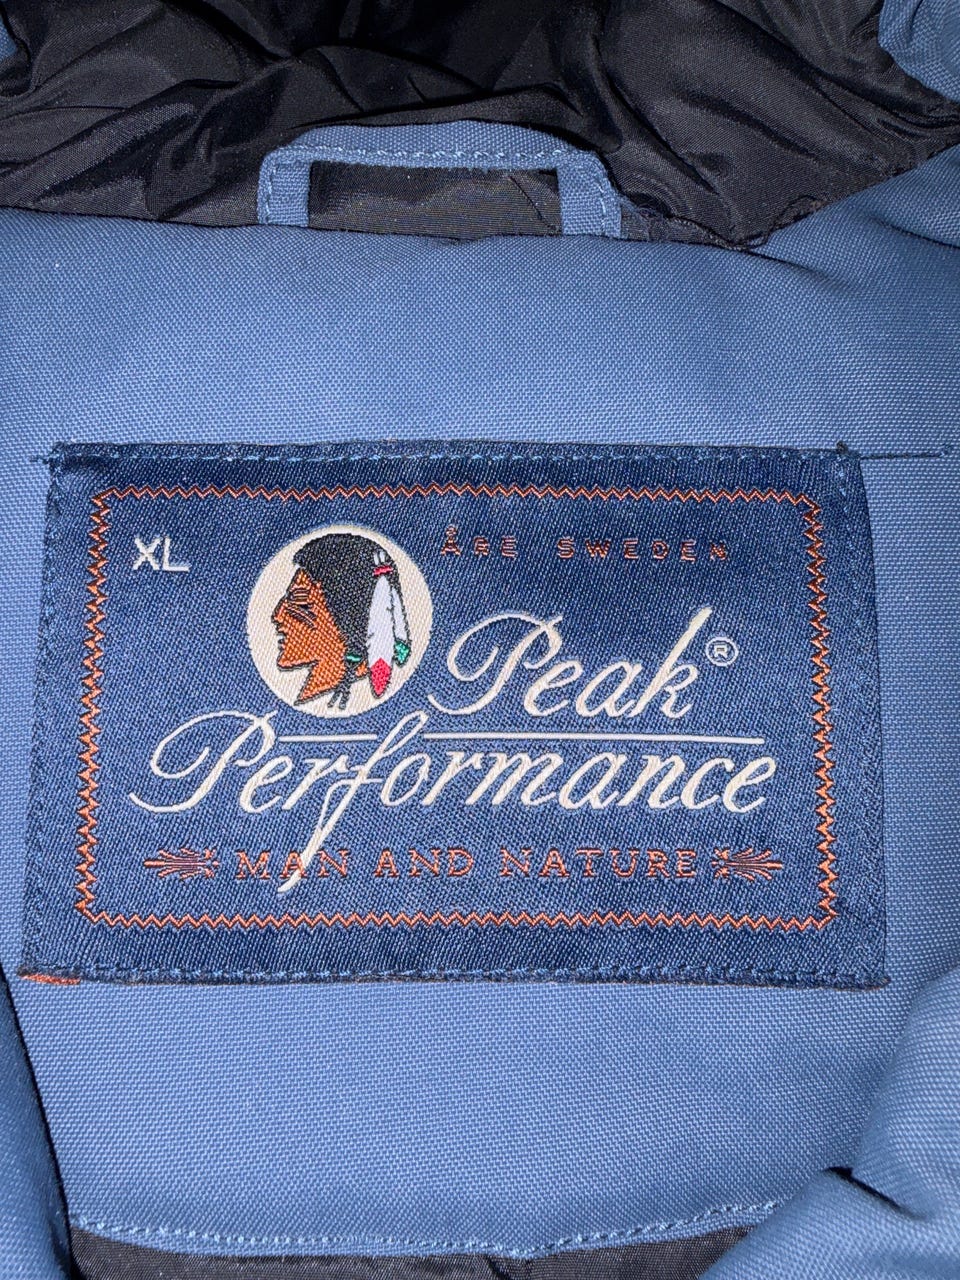 XL
ÅRE SWEDEN
Peak®
Performance
MAN AND NATURE